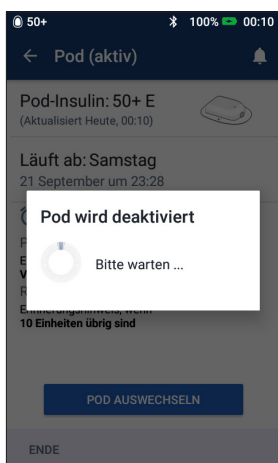 50+ 100% 00:10
Pod (aktiv)
Pod-Insulin: 50+ E
(Aktualisiert Heute, 00:10)
Läuft ab: Samstag
21 September um 23:28
Pod wird deaktiviert
Bitte warten ...
10 Einheiten übrig sind
POD AUSWECHSELN
ENDE